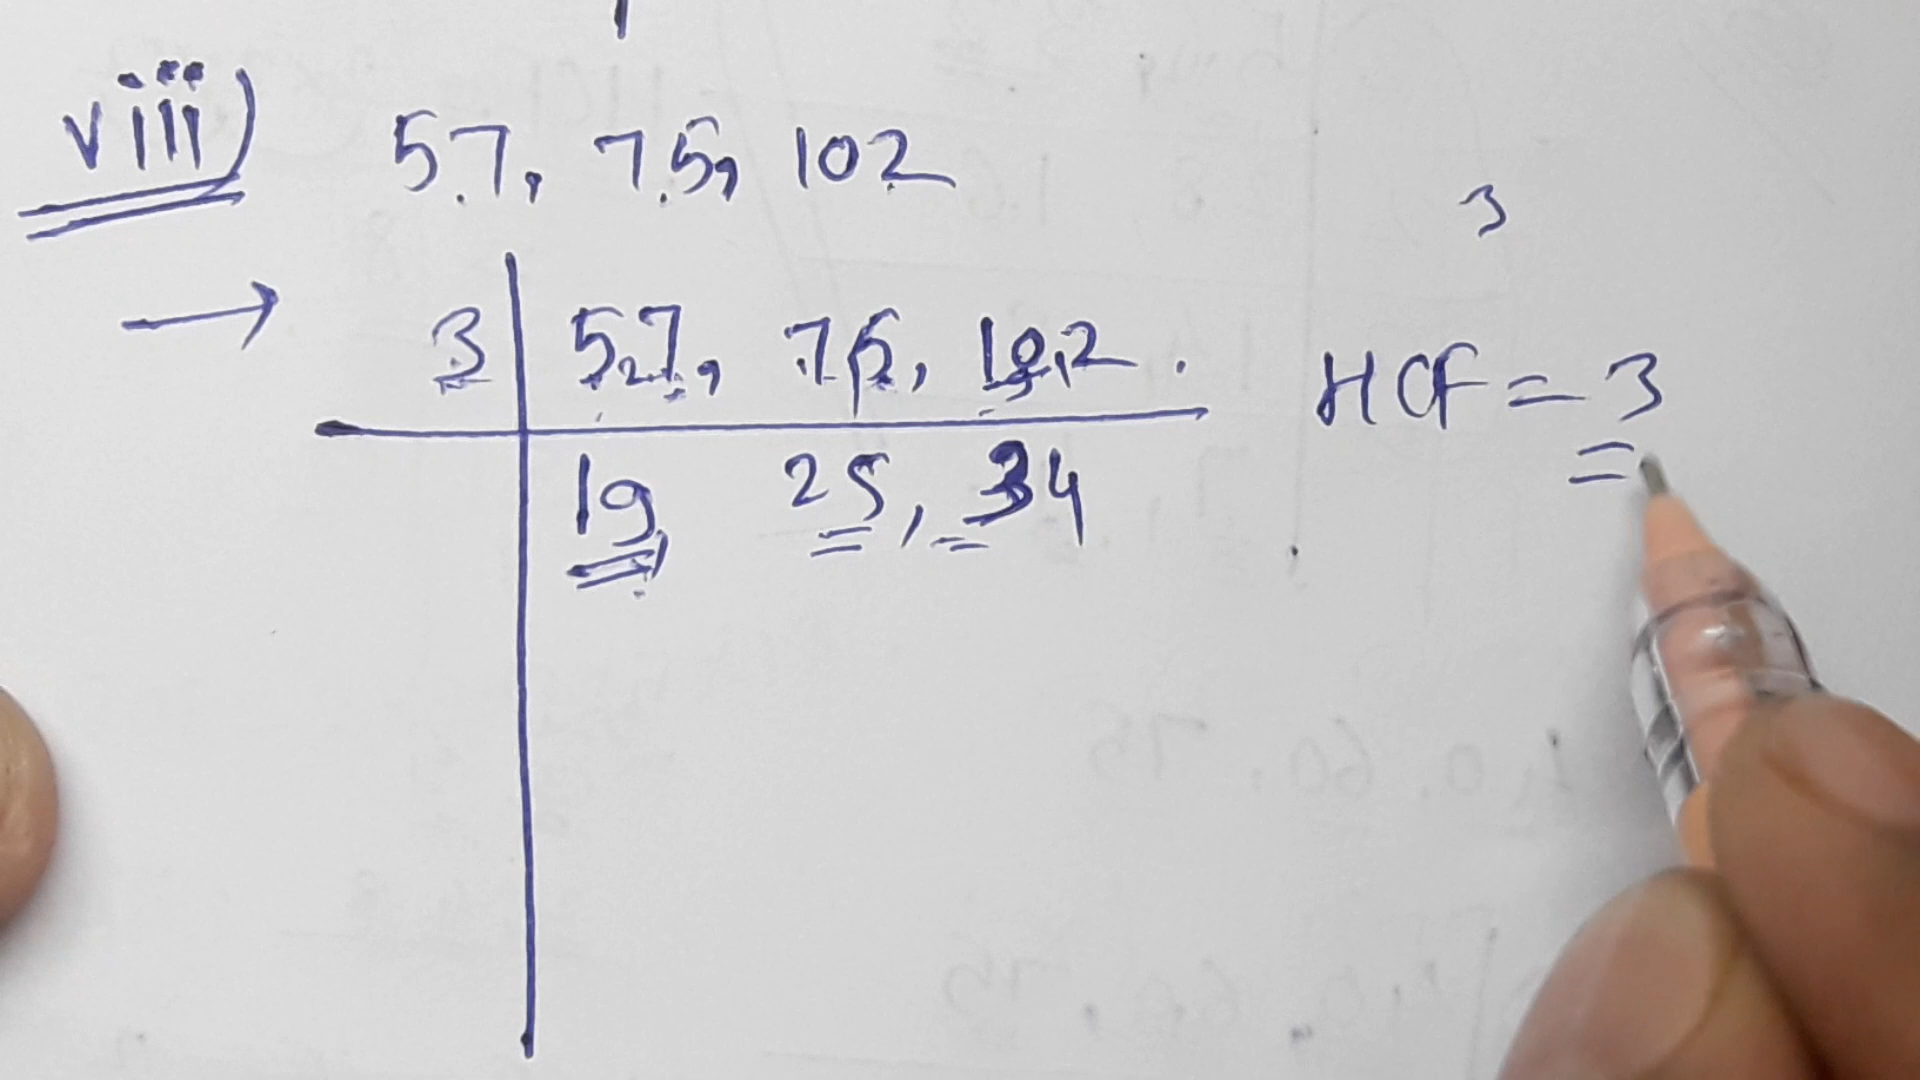 viii) 57, 75, 102
3
→ 3 | 57, 75, 102.
HCF = 3
19, 25, 34